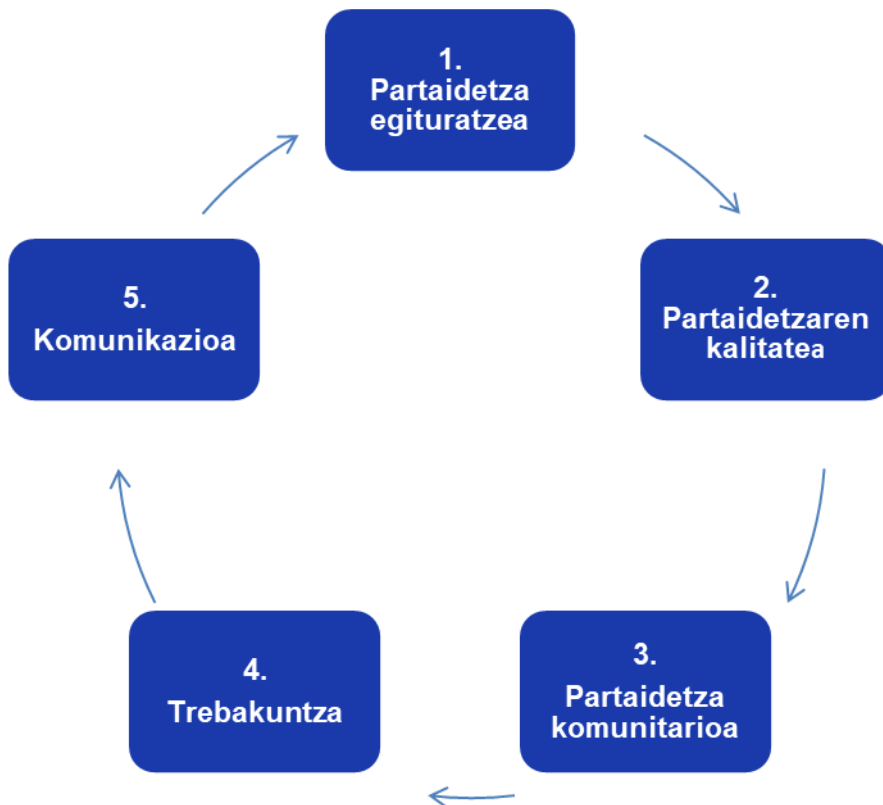 1.
Partaidetza
egituratzea
2.
Partaidetzaren
kalitatea
3.
Partaidetza
komunitarioa
4.
Trebakuntza
5.
Komunikazioa